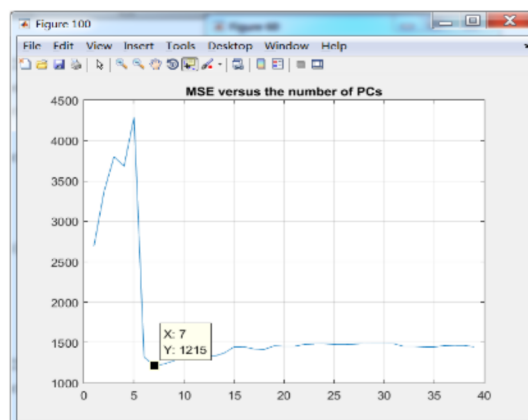 Figure 100
File Edit View Insert Tools Desktop Window Help
MSE versus the number of PCs
4500
4000
3500
3000
2500
2000
1500
1000
X: 7
Y: 1215
0 5 10 15 20 25 30 35 40